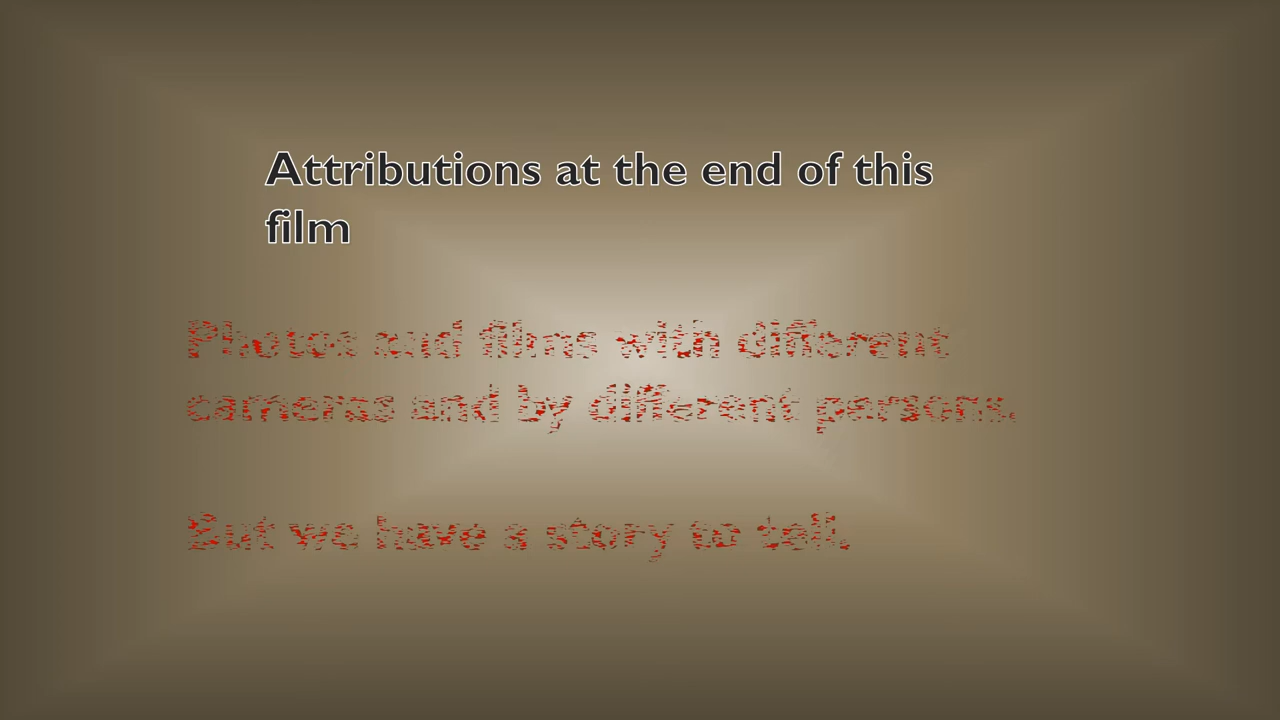 Attributions at the end of this
film
Photos and films with different
cameras and by different persons.
But we have a story to tell.